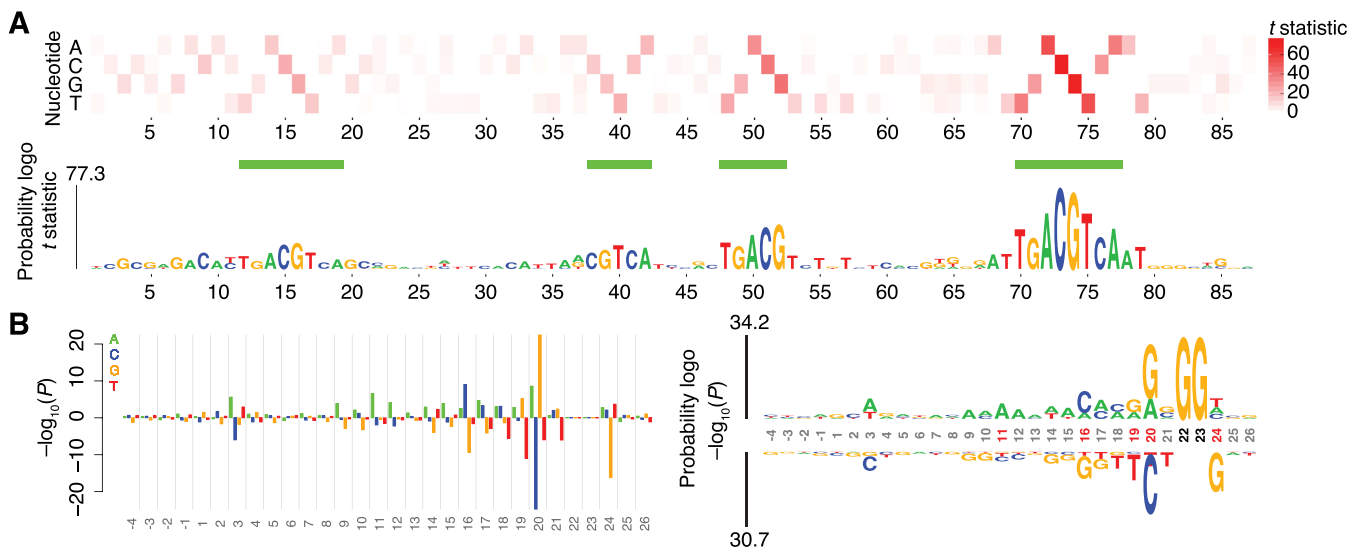 A
Nucleotide
A
C
G
T
5 10 15 20 25 30 35 40 45 50 55 60 65 70 75 80 85
t statistic
60
40
20
0
Probability logo
t statistic
77.3
TGACGTCA CGTCA TGACG ATTGACGTCAAT
5 10 15 20 25 30 35 40 45 50 55 60 65 70 75 80 85
B
−log10(P)
20
10
0
−10
−20
A
C
G
T
-4 -3 -2 -1 1 2 3 4 5 6 7 8 9 10 11 12 13 14 15 16 17 18 19 20 21 22 23 24 25 26
Probability logo
−log10(P)
34.2
G G G
A A C A C G A
-4 -3 -2 -1 1 2 3 4 5 6 7 8 9 10 11 12 13 14 15 16 17 18 19 20 21 22 23 24 25 26
C G G T T C T G
30.7